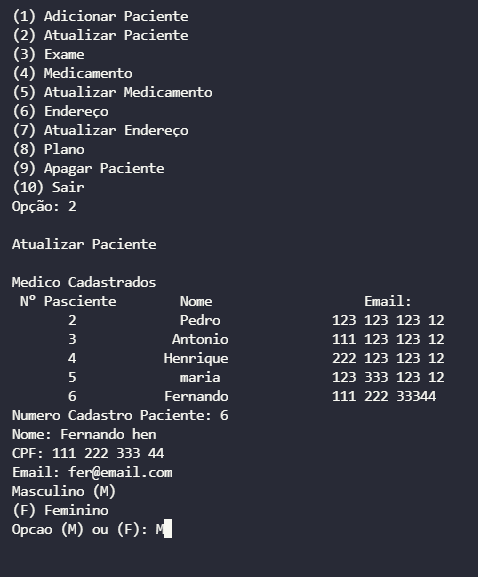 (1) Adicionar Paciente
(2) Atualizar Paciente
(3) Exame
(4) Medicamento
(5) Atualizar Medicamento
(6) Endereço
(7) Atualizar Endereço
(8) Plano
(9) Apagar Paciente
(10) Sair
Opção: 2
Atualizar Paciente
Medico Cadastrados
Nº Pasciente Nome Email:
2 Pedro 123 123 123 12
3 Antonio 111 123 123 12
4 Henrique 222 123 123 12
5 maria 123 333 123 12
6 Fernando 111 222 33344
Numero Cadastro Paciente: 6
Nome: Fernando hen
CPF: 111 222 333 44
Email: fer@email.com
Masculino (M)
(F) Feminino
Opcao (M) ou (F): M